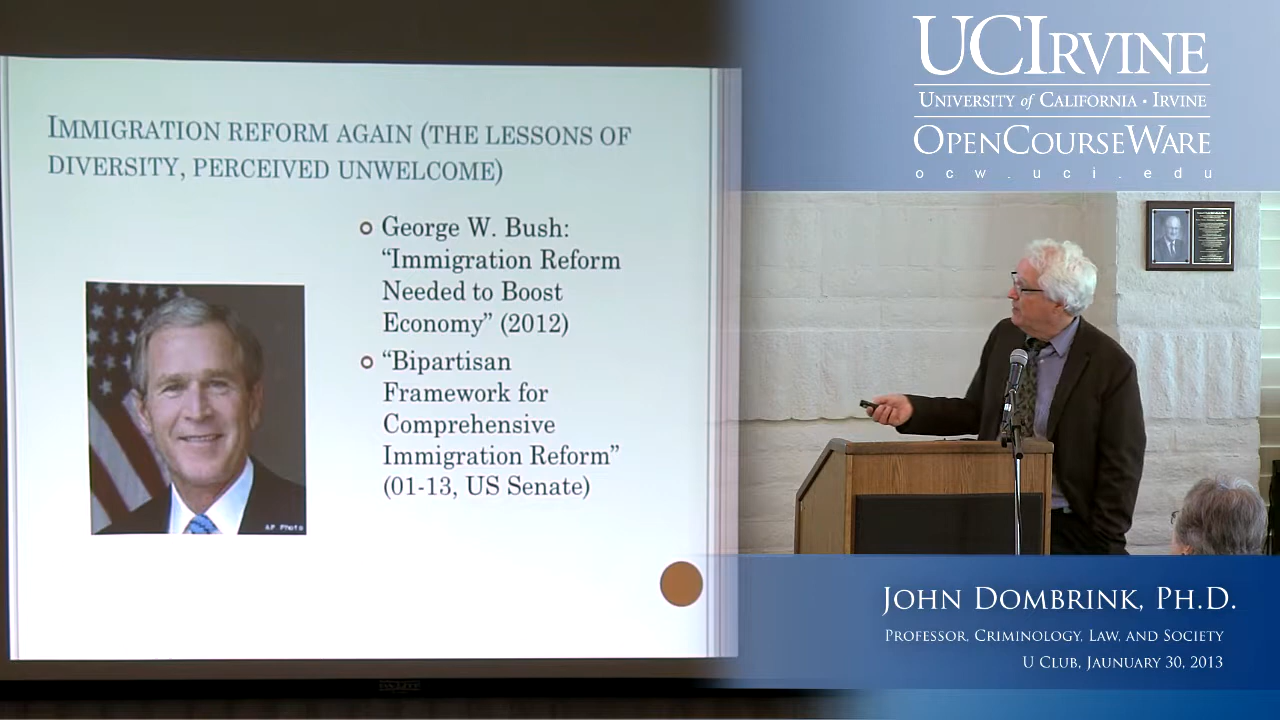 IMMIGRATION REFORM AGAIN (THE LESSONS OF
DIVERSITY, PERCEIVED UNWELCOME)
George W. Bush:
“Immigration Reform
Needed to Boost
Economy” (2012)
“Bipartisan
Framework for
Comprehensive
Immigration Reform”
(01-13, US Senate)
AP Photo
UCIRVINE
UNIVERSITY of CALIFORNIA • IRVINE
OPENCOURSEWARE
ocw.uci.edu
JOHN DOMBRINK, PH.D.
PROFESSOR, CRIMINOLOGY, LAW, AND SOCIETY
U CLUB, JAUNUARY 30, 2013